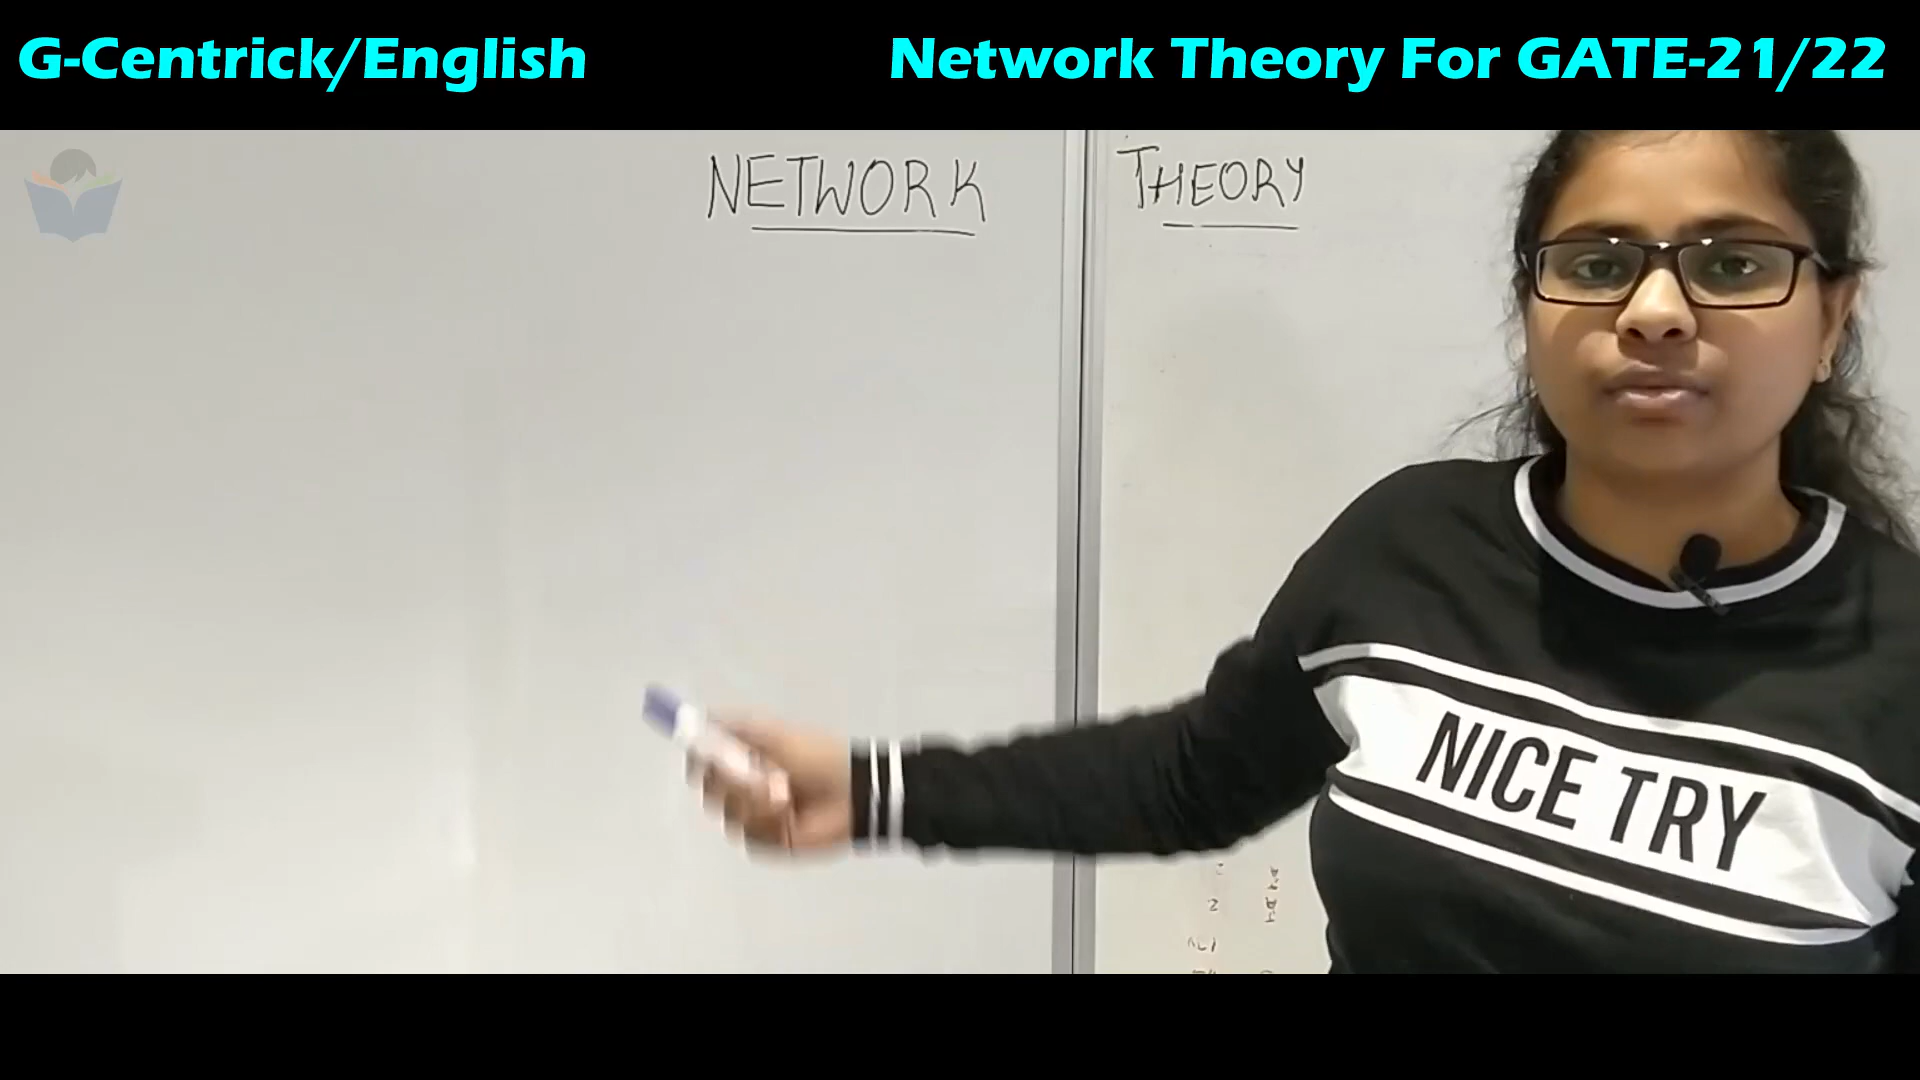 G-Centrick/English Network Theory For GATE-21/22
NETWORK THEORY
NICE TRY